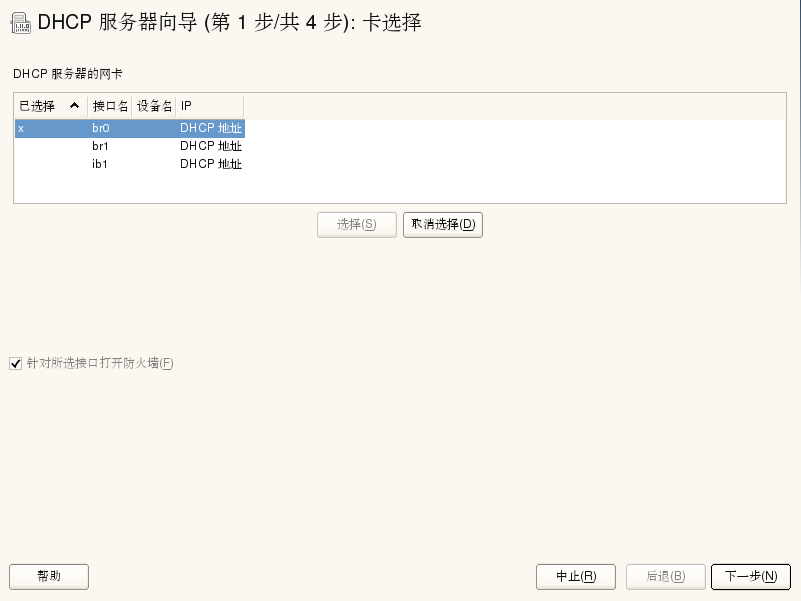 DHCP 服务器向导 (第 1 步/共 4 步): 卡选择
DHCP 服务器的网卡
已选择 接口名 设备名 IP
x br0 DHCP 地址
br1 DHCP 地址
ib1 DHCP 地址
选择(S) 取消选择(D)
针对所选接口打开防火墙(F)
帮助 中止(R) 后退(B) 下一步(N)